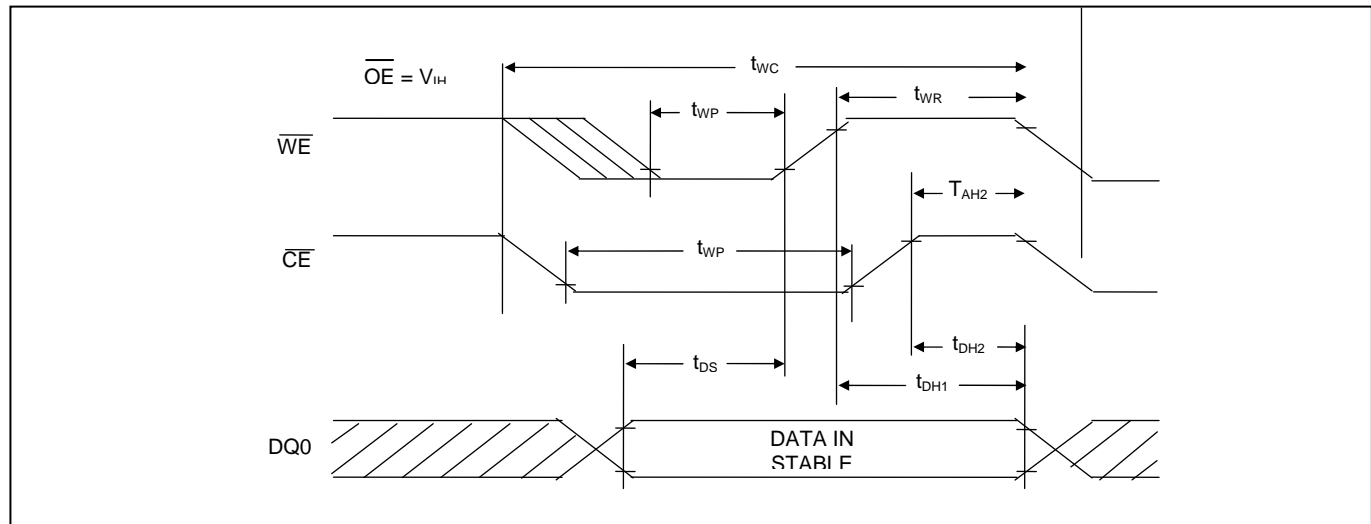 tWC
OE = VIH
tWR
tWP
WE
TAH2
CE
tWP
tDH2
tDS
tDH1
DQ0
DATA IN
STABLE